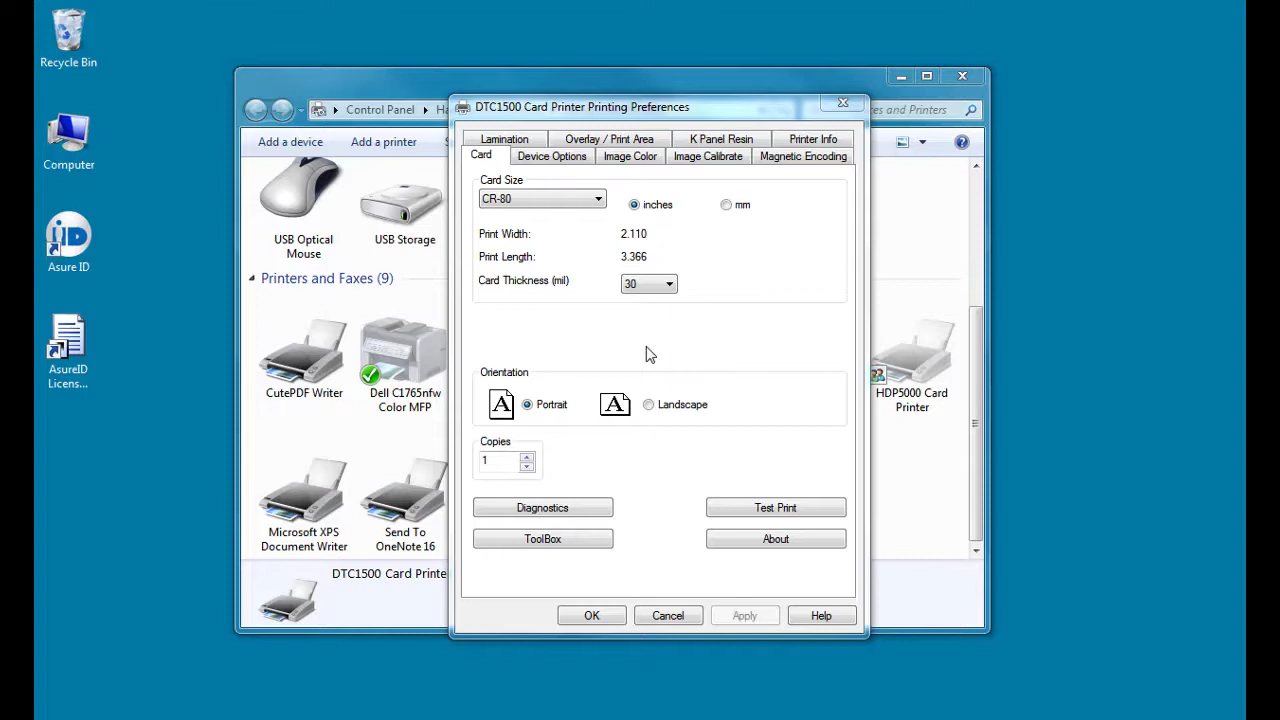 Recycle Bin
Computer
Asure ID
AsureID
Licens...
Control Panel
Ha
es and Printers
Add a device
Add a printer
S
USB Optical
Mouse
USB Storage
Printers and Faxes (9)
CutePDF Writer
Dell C1765nfw
Color MFP
HDP5000 Card
Printer
Microsoft XPS
Document Writer
Send To
OneNote 16
DTC1500 Card Printe
DTC1500 Card Printer Printing Preferences
Lamination
Overlay / Print Area
K Panel Resin
Printer Info
Card
Device Options
Image Color
Image Calibrate
Magnetic Encoding
Card Size
CR-80
inches
mm
Print Width:
2.110
Print Length:
3.366
Card Thickness (mil)
30
Orientation
A
Portrait
A
Landscape
Copies
1
Diagnostics
Test Print
ToolBox
About
OK
Cancel
Apply
Help